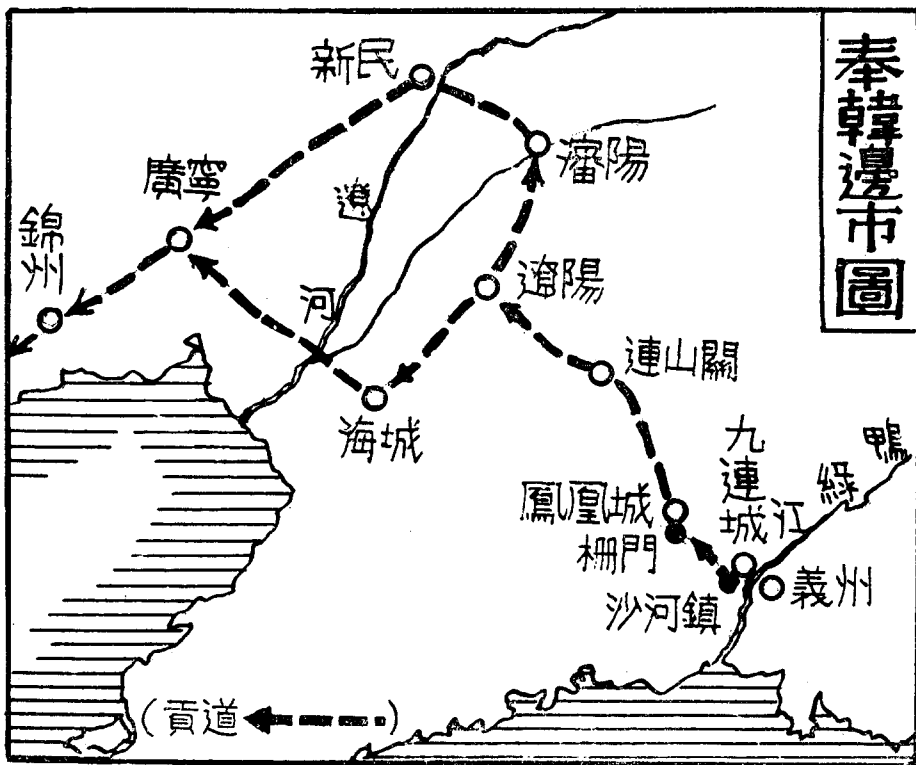 奉韓邊市圖
新民
瀋陽
廣寧
遼河
錦州
遼陽
連山關
海城
九連城
鴨綠江
鳳凰城
柵門
沙河鎮
義州
(貢道)